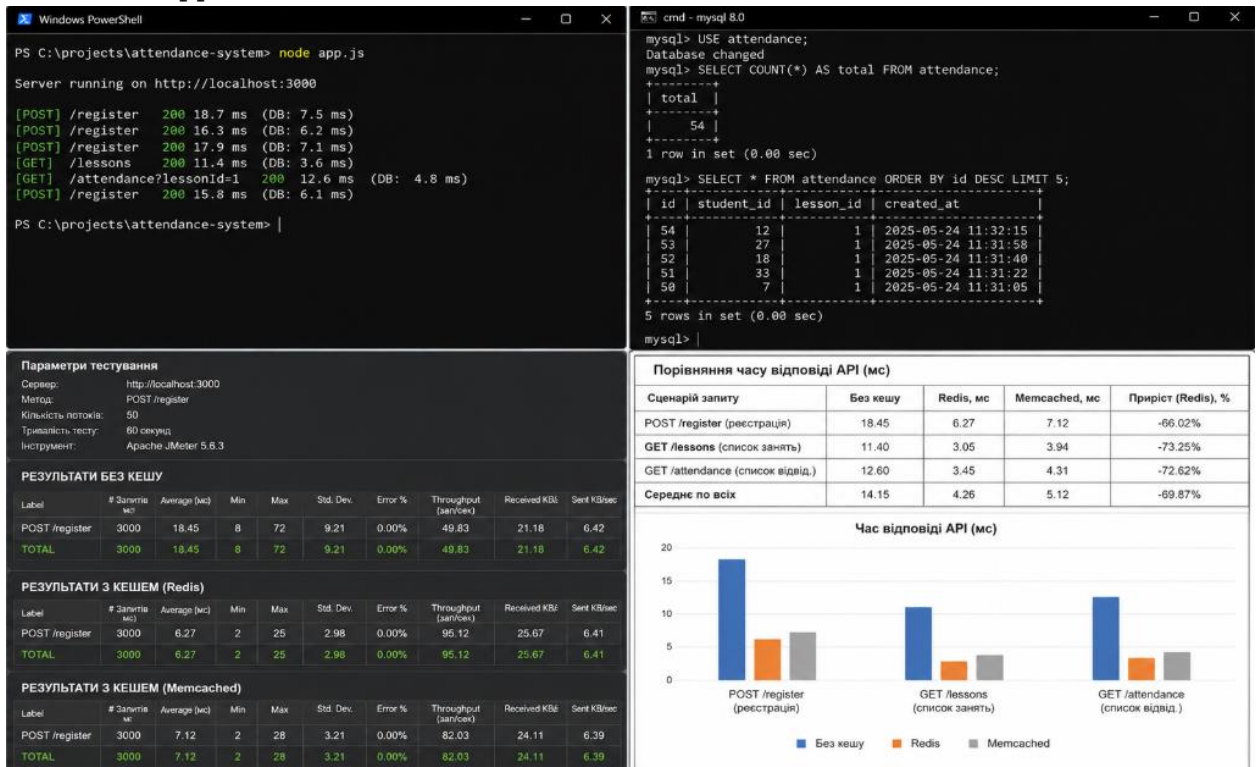 Windows PowerShell
PS C:\projects\attendance-system> node app.js
Server running on http://localhost:3000
[POST] /register 200 18.7 ms (DB: 7.5 ms)
[POST] /register 200 16.3 ms (DB: 6.2 ms)
[POST] /register 200 17.9 ms (DB: 7.1 ms)
[GET] /lessons 200 11.4 ms (DB: 3.6 ms)
[GET] /attendance?lessonId=1 200 12.6 ms (DB: 4.8 ms)
[POST] /register 200 15.8 ms (DB: 6.1 ms)
PS C:\projects\attendance-system>
cmd - mysql 8.0
mysql> USE attendance;
Database changed
mysql> SELECT COUNT(*) AS total FROM attendance;
| total |
| 54 |
1 row in set (0.00 sec)
mysql> SELECT * FROM attendance ORDER BY id DESC LIMIT 5;
| id | student_id | lesson_id | created_at |
| 54 | 12 | 1 | 2025-05-24 11:32:15 |
| 53 | 27 | 1 | 2025-05-24 11:31:58 |
| 52 | 18 | 1 | 2025-05-24 11:31:40 |
| 51 | 33 | 1 | 2025-05-24 11:31:22 |
| 50 | 7 | 1 | 2025-05-24 11:31:05 |
5 rows in set (0.00 sec)
mysql>
Параметри тестування
Сервер: http://localhost:3000
Метод: POST /register
Кількість потоків: 50
Тривалість тесту: 60 секунд
Інструмент: Apache JMeter 5.6.3
РЕЗУЛЬТАТИ БЕЗ КЕШУ
Label # Запитів Average (мс) Min Max Std. Dev. Error % Throughput (зап/сек) Received KB/ Sent KB/sec
POST /register 3000 18.45 8 72 9.21 0.00% 49.83 21.18 6.42
TOTAL 3000 18.45 8 72 9.21 0.00% 49.83 21.18 6.42
РЕЗУЛЬТАТИ З КЕШЕМ (Redis)
Label # Запитів Average (мс) Min Max Std. Dev. Error % Throughput (зап/сек) Received KB/ Sent KB/sec
POST /register 3000 6.27 2 25 2.98 0.00% 95.12 25.67 6.41
TOTAL 3000 6.27 2 25 2.98 0.00% 95.12 25.67 6.41
РЕЗУЛЬТАТИ З КЕШЕМ (Memcached)
Label # Запитів Average (мс) Min Max Std. Dev. Error % Throughput (зап/сек) Received KB/ Sent KB/sec
POST /register 3000 7.12 2 28 3.21 0.00% 82.03 24.11 6.39
TOTAL 3000 7.12 2 28 3.21 0.00% 82.03 24.11 6.39
Порівняння часу відповіді API (мс)
Сценарій запиту Без кешу Redis, мс Memcached, мс Приріст (Redis), %
POST /register (реєстрація) 18.45 6.27 7.12 -66.02%
GET /lessons (список занять) 11.40 3.05 3.94 -73.25%
GET /attendance (список відвід.) 12.60 3.45 4.31 -72.62%
Середнє по всіх 14.15 4.26 5.12 -69.87%
Час відповіді API (мс)
20
15
10
5
0
POST /register GET /lessons GET /attendance
(реєстрація) (список занять) (список відвід.)
Без кешу Redis Memcached